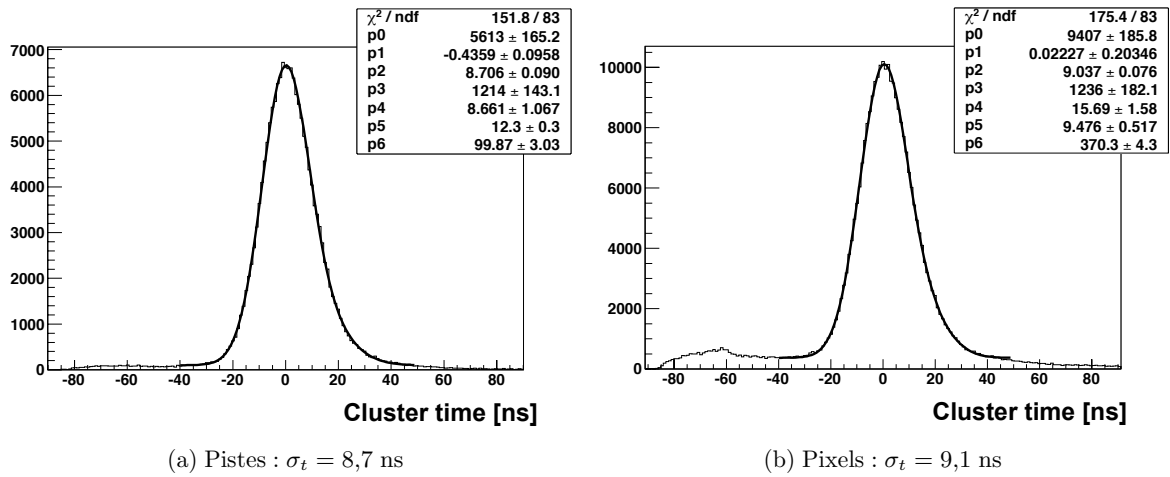 χ² / ndf 151.8 / 83
p0 5613 ± 165.2
p1 -0.4359 ± 0.0958
p2 8.706 ± 0.090
p3 1214 ± 143.1
p4 8.661 ± 1.067
p5 12.3 ± 0.3
p6 99.87 ± 3.03
7000
6000
5000
4000
3000
2000
1000
0
-80 -60 -40 -20 0 20 40 60 80
Cluster time [ns]
(a) Pistes : σt = 8,7 ns
χ² / ndf 175.4 / 83
p0 9407 ± 185.8
p1 0.02227 ± 0.20346
p2 9.037 ± 0.076
p3 1236 ± 182.1
p4 15.69 ± 1.58
p5 9.476 ± 0.517
p6 370.3 ± 4.3
10000
8000
6000
4000
2000
0
-80 -60 -40 -20 0 20 40 60 80
Cluster time [ns]
(b) Pixels : σt = 9,1 ns